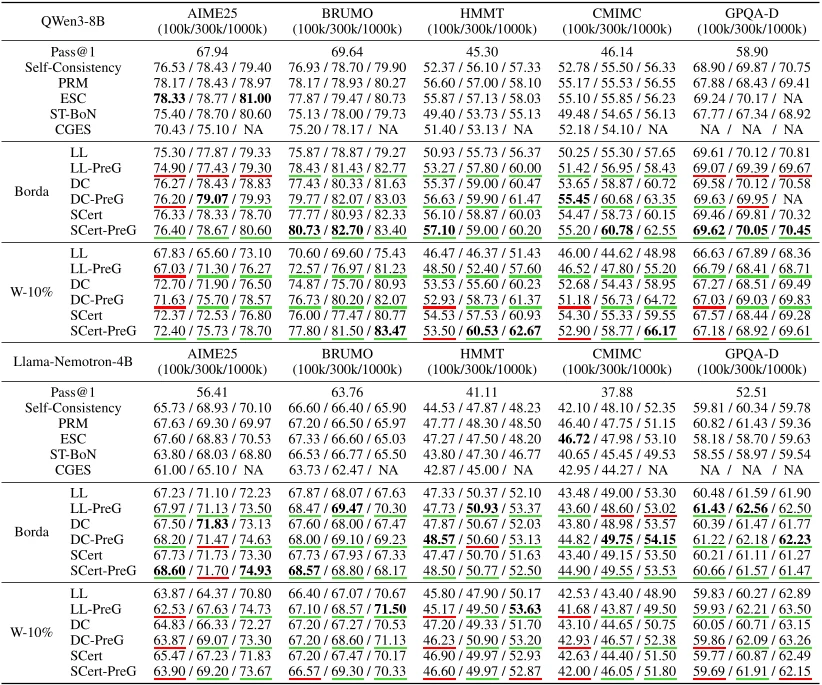 QWen3-8B AIME25 (100k/300k/1000k) BRUMO (100k/300k/1000k) HMMT (100k/300k/1000k) CMIMC (100k/300k/1000k) GPQA-D (100k/300k/1000k)
Pass@1 67.94 69.64 45.30 46.14 58.90
Self-Consistency 76.53 / 78.43 / 79.40 76.93 / 78.70 / 79.90 52.37 / 56.10 / 57.33 52.78 / 55.50 / 56.33 68.90 / 69.87 / 70.75
PRM 78.17 / 78.43 / 78.97 78.17 / 78.93 / 80.27 56.60 / 57.00 / 58.10 55.17 / 55.53 / 56.55 67.88 / 68.43 / 69.41
ESC 78.33 / 78.77 / 81.00 77.87 / 79.47 / 80.73 55.87 / 57.13 / 58.03 55.10 / 55.85 / 56.23 69.24 / 70.17 / NA
ST-BoN 75.40 / 78.70 / 80.60 75.13 / 78.00 / 79.73 49.40 / 53.73 / 55.13 49.48 / 54.65 / 56.13 67.77 / 67.34 / 68.92
CGES 70.43 / 75.10 / NA 75.20 / 78.17 / NA 51.40 / 53.13 / NA 52.18 / 54.10 / NA NA / NA / NA
Borda
LL 75.30 / 77.87 / 79.33 75.87 / 78.87 / 79.27 50.93 / 55.73 / 56.37 50.25 / 55.30 / 57.65 69.61 / 70.12 / 70.81
LL-PreG 74.90 / 77.43 / 79.30 78.43 / 81.43 / 82.77 53.27 / 57.80 / 60.00 51.42 / 56.95 / 58.43 69.07 / 69.39 / 69.67
DC 76.27 / 78.43 / 78.83 77.43 / 80.33 / 81.63 55.37 / 59.00 / 60.47 53.65 / 58.87 / 60.72 69.58 / 70.12 / 70.58
DC-PreG 76.20 / 79.07 / 79.93 79.77 / 82.07 / 83.03 56.63 / 59.90 / 61.47 55.45 / 60.68 / 63.35 69.63 / 69.95 / NA
SCert 76.33 / 78.33 / 78.70 77.77 / 80.93 / 82.33 56.10 / 58.87 / 60.03 54.47 / 58.73 / 60.15 69.46 / 69.81 / 70.32
SCert-PreG 76.40 / 78.67 / 80.60 80.73 / 82.70 / 83.40 57.10 / 59.00 / 60.20 55.20 / 60.78 / 62.55 69.62 / 70.05 / 70.45
W-10%
LL 67.83 / 65.60 / 73.10 70.60 / 69.60 / 75.43 46.47 / 46.37 / 51.43 46.00 / 44.62 / 48.98 66.63 / 67.89 / 68.36
LL-PreG 67.03 / 71.30 / 76.27 72.57 / 76.97 / 81.23 48.50 / 52.40 / 57.60 46.52 / 47.80 / 55.20 66.79 / 68.41 / 68.71
DC 72.70 / 71.90 / 76.50 74.87 / 75.70 / 80.93 53.53 / 55.60 / 60.23 52.68 / 54.43 / 58.95 67.27 / 68.51 / 69.49
DC-PreG 71.63 / 75.70 / 78.57 76.73 / 80.20 / 82.07 52.93 / 58.73 / 61.37 51.18 / 56.73 / 64.72 67.03 / 69.03 / 69.83
SCert 72.37 / 72.53 / 76.80 76.00 / 77.47 / 80.77 54.53 / 57.53 / 60.93 54.30 / 55.33 / 59.55 67.57 / 68.44 / 69.28
SCert-PreG 72.40 / 75.73 / 78.70 77.80 / 81.50 / 83.47 53.50 / 60.53 / 62.67 52.90 / 58.77 / 66.17 67.18 / 68.92 / 69.61
Llama-Nemotron-4B AIME25 (100k/300k/1000k) BRUMO (100k/300k/1000k) HMMT (100k/300k/1000k) CMIMC (100k/300k/1000k) GPQA-D (100k/300k/1000k)
Pass@1 56.41 63.76 41.11 37.88 52.51
Self-Consistency 65.73 / 68.93 / 70.10 66.60 / 66.40 / 65.90 44.53 / 47.87 / 48.23 42.10 / 48.10 / 52.35 59.81 / 60.34 / 59.78
PRM 67.63 / 69.30 / 69.97 67.20 / 66.50 / 65.97 47.77 / 48.30 / 48.50 46.40 / 47.75 / 51.15 60.82 / 61.43 / 59.36
ESC 67.60 / 68.83 / 70.53 67.33 / 66.60 / 65.03 47.27 / 47.50 / 48.20 46.72 / 47.98 / 53.10 58.18 / 58.70 / 59.63
ST-BoN 63.80 / 68.03 / 68.80 66.53 / 66.77 / 65.50 43.80 / 47.30 / 46.77 40.65 / 45.45 / 49.53 58.55 / 58.97 / 59.54
CGES 61.00 / 65.10 / NA 63.73 / 62.47 / NA 42.87 / 45.00 / NA 42.95 / 44.27 / NA NA / NA / NA
Borda
LL 67.23 / 71.10 / 72.23 67.87 / 68.07 / 67.63 47.33 / 50.37 / 52.10 43.48 / 49.00 / 53.30 60.48 / 61.59 / 61.90
LL-PreG 67.97 / 71.13 / 73.50 68.47 / 69.47 / 70.30 47.73 / 50.93 / 53.37 43.60 / 48.60 / 53.02 61.43 / 62.56 / 62.50
DC 67.50 / 71.83 / 73.13 67.60 / 68.00 / 67.47 47.87 / 50.67 / 52.03 43.80 / 48.98 / 53.57 60.39 / 61.47 / 61.77
DC-PreG 68.20 / 71.47 / 74.63 68.00 / 69.10 / 69.23 48.57 / 50.60 / 53.13 44.82 / 49.75 / 54.15 61.22 / 62.18 / 62.23
SCert 67.73 / 71.73 / 73.30 67.73 / 67.93 / 67.33 47.47 / 50.70 / 51.63 43.40 / 49.15 / 53.50 60.21 / 61.11 / 61.27
SCert-PreG 68.60 / 71.70 / 74.93 68.57 / 68.80 / 68.17 48.50 / 50.77 / 52.50 44.90 / 49.55 / 53.53 60.66 / 61.57 / 61.47
W-10%
LL 63.87 / 64.37 / 70.80 66.40 / 67.07 / 70.67 45.80 / 47.90 / 50.17 42.53 / 43.40 / 48.90 59.83 / 60.27 / 62.89
LL-PreG 62.53 / 67.63 / 74.73 67.10 / 68.57 / 71.50 45.17 / 49.50 / 53.63 41.68 / 43.87 / 49.50 59.93 / 62.21 / 63.50
DC 64.83 / 66.33 / 72.27 67.20 / 67.27 / 70.53 47.20 / 49.33 / 51.70 43.10 / 44.65 / 50.75 60.05 / 60.71 / 63.15
DC-PreG 63.87 / 69.07 / 73.30 67.20 / 68.60 / 71.13 46.23 / 50.90 / 53.20 42.93 / 46.57 / 52.38 59.86 / 62.09 / 63.26
SCert 65.47 / 67.23 / 71.83 67.20 / 67.47 / 70.17 46.90 / 49.97 / 52.93 42.63 / 44.40 / 51.50 59.77 / 60.87 / 62.49
SCert-PreG 63.90 / 69.20 / 73.67 66.57 / 69.30 / 70.33 46.60 / 49.97 / 52.87 42.00 / 46.05 / 51.80 59.69 / 61.91 / 62.15